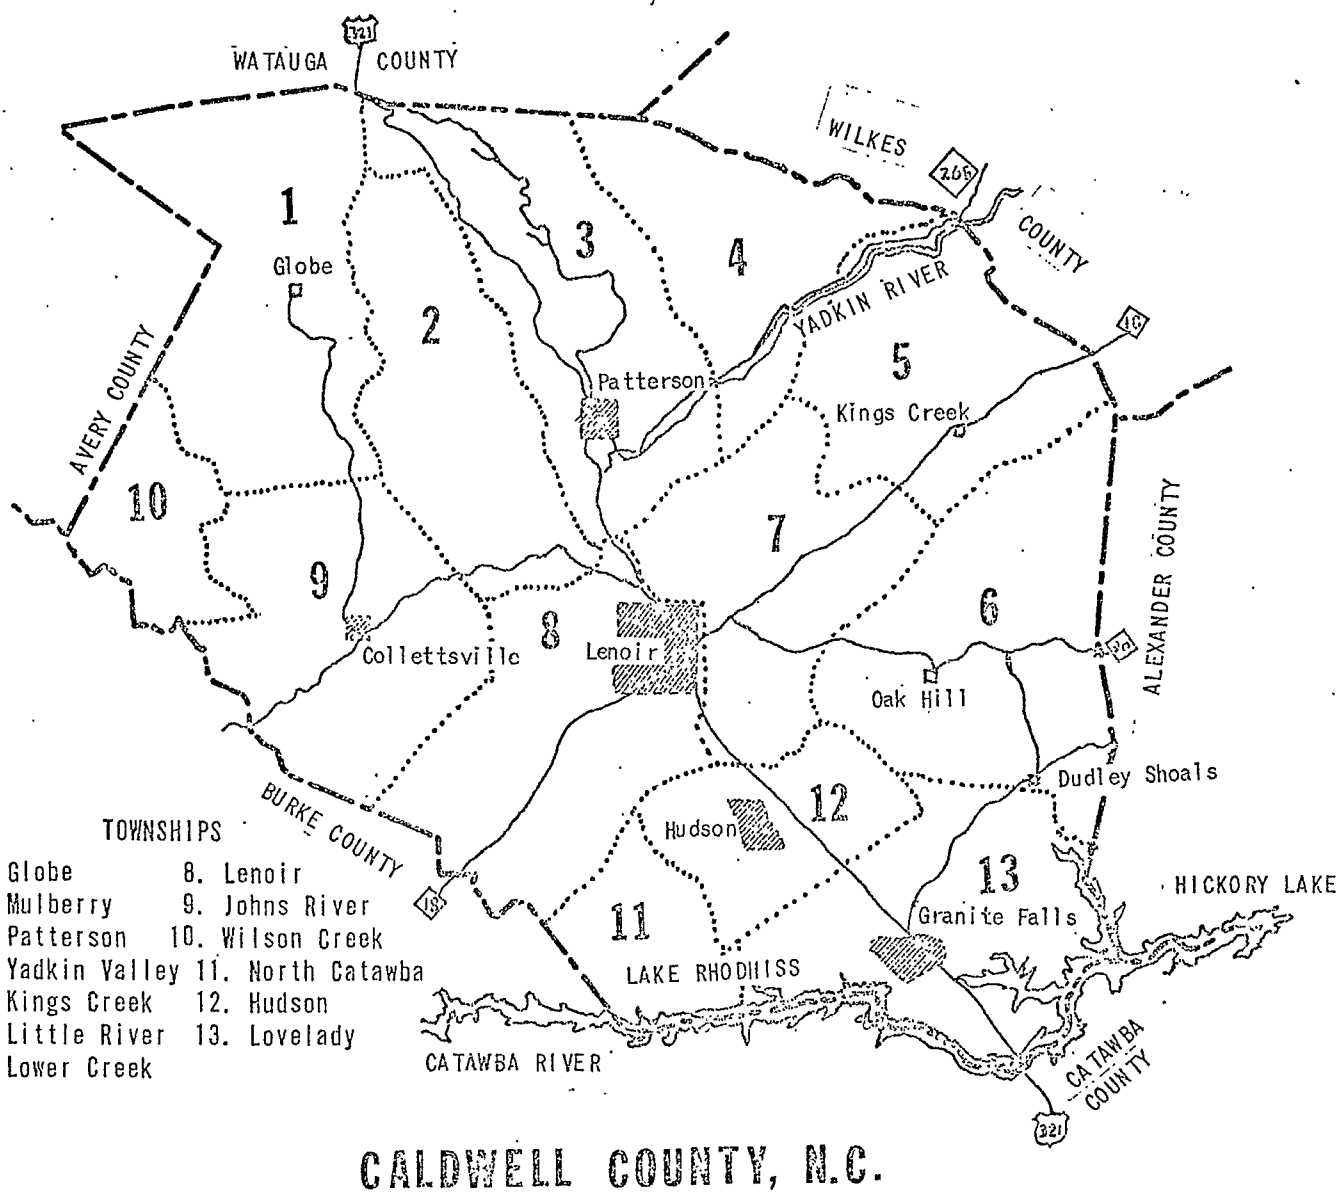 321
WATAUGA COUNTY
WILKES
268
COUNTY
1
3
4
Globe
YADKIN RIVER
2
18
5
AVERY COUNTY
Patterson
Kings Creek
10
7
ALEXANDER COUNTY
9
8
6
Collettsville
Lenoir
Oak Hill
Dudley Shoals
BURKE COUNTY
12
Hudson
TOWNSHIPS
Globe 8. Lenoir
Mulberry 9. Johns River
Patterson 10. Wilson Creek
Yadkin Valley 11. North Catawba
Kings Creek 12. Hudson
Little River 13. Lovelady
Lower Creek
18
13
HICKORY LAKE
11
Granite Falls
LAKE RHODHISS
CATAWBA RIVER
CATAWBA
COUNTY
321
CALDWELL COUNTY, N.C.